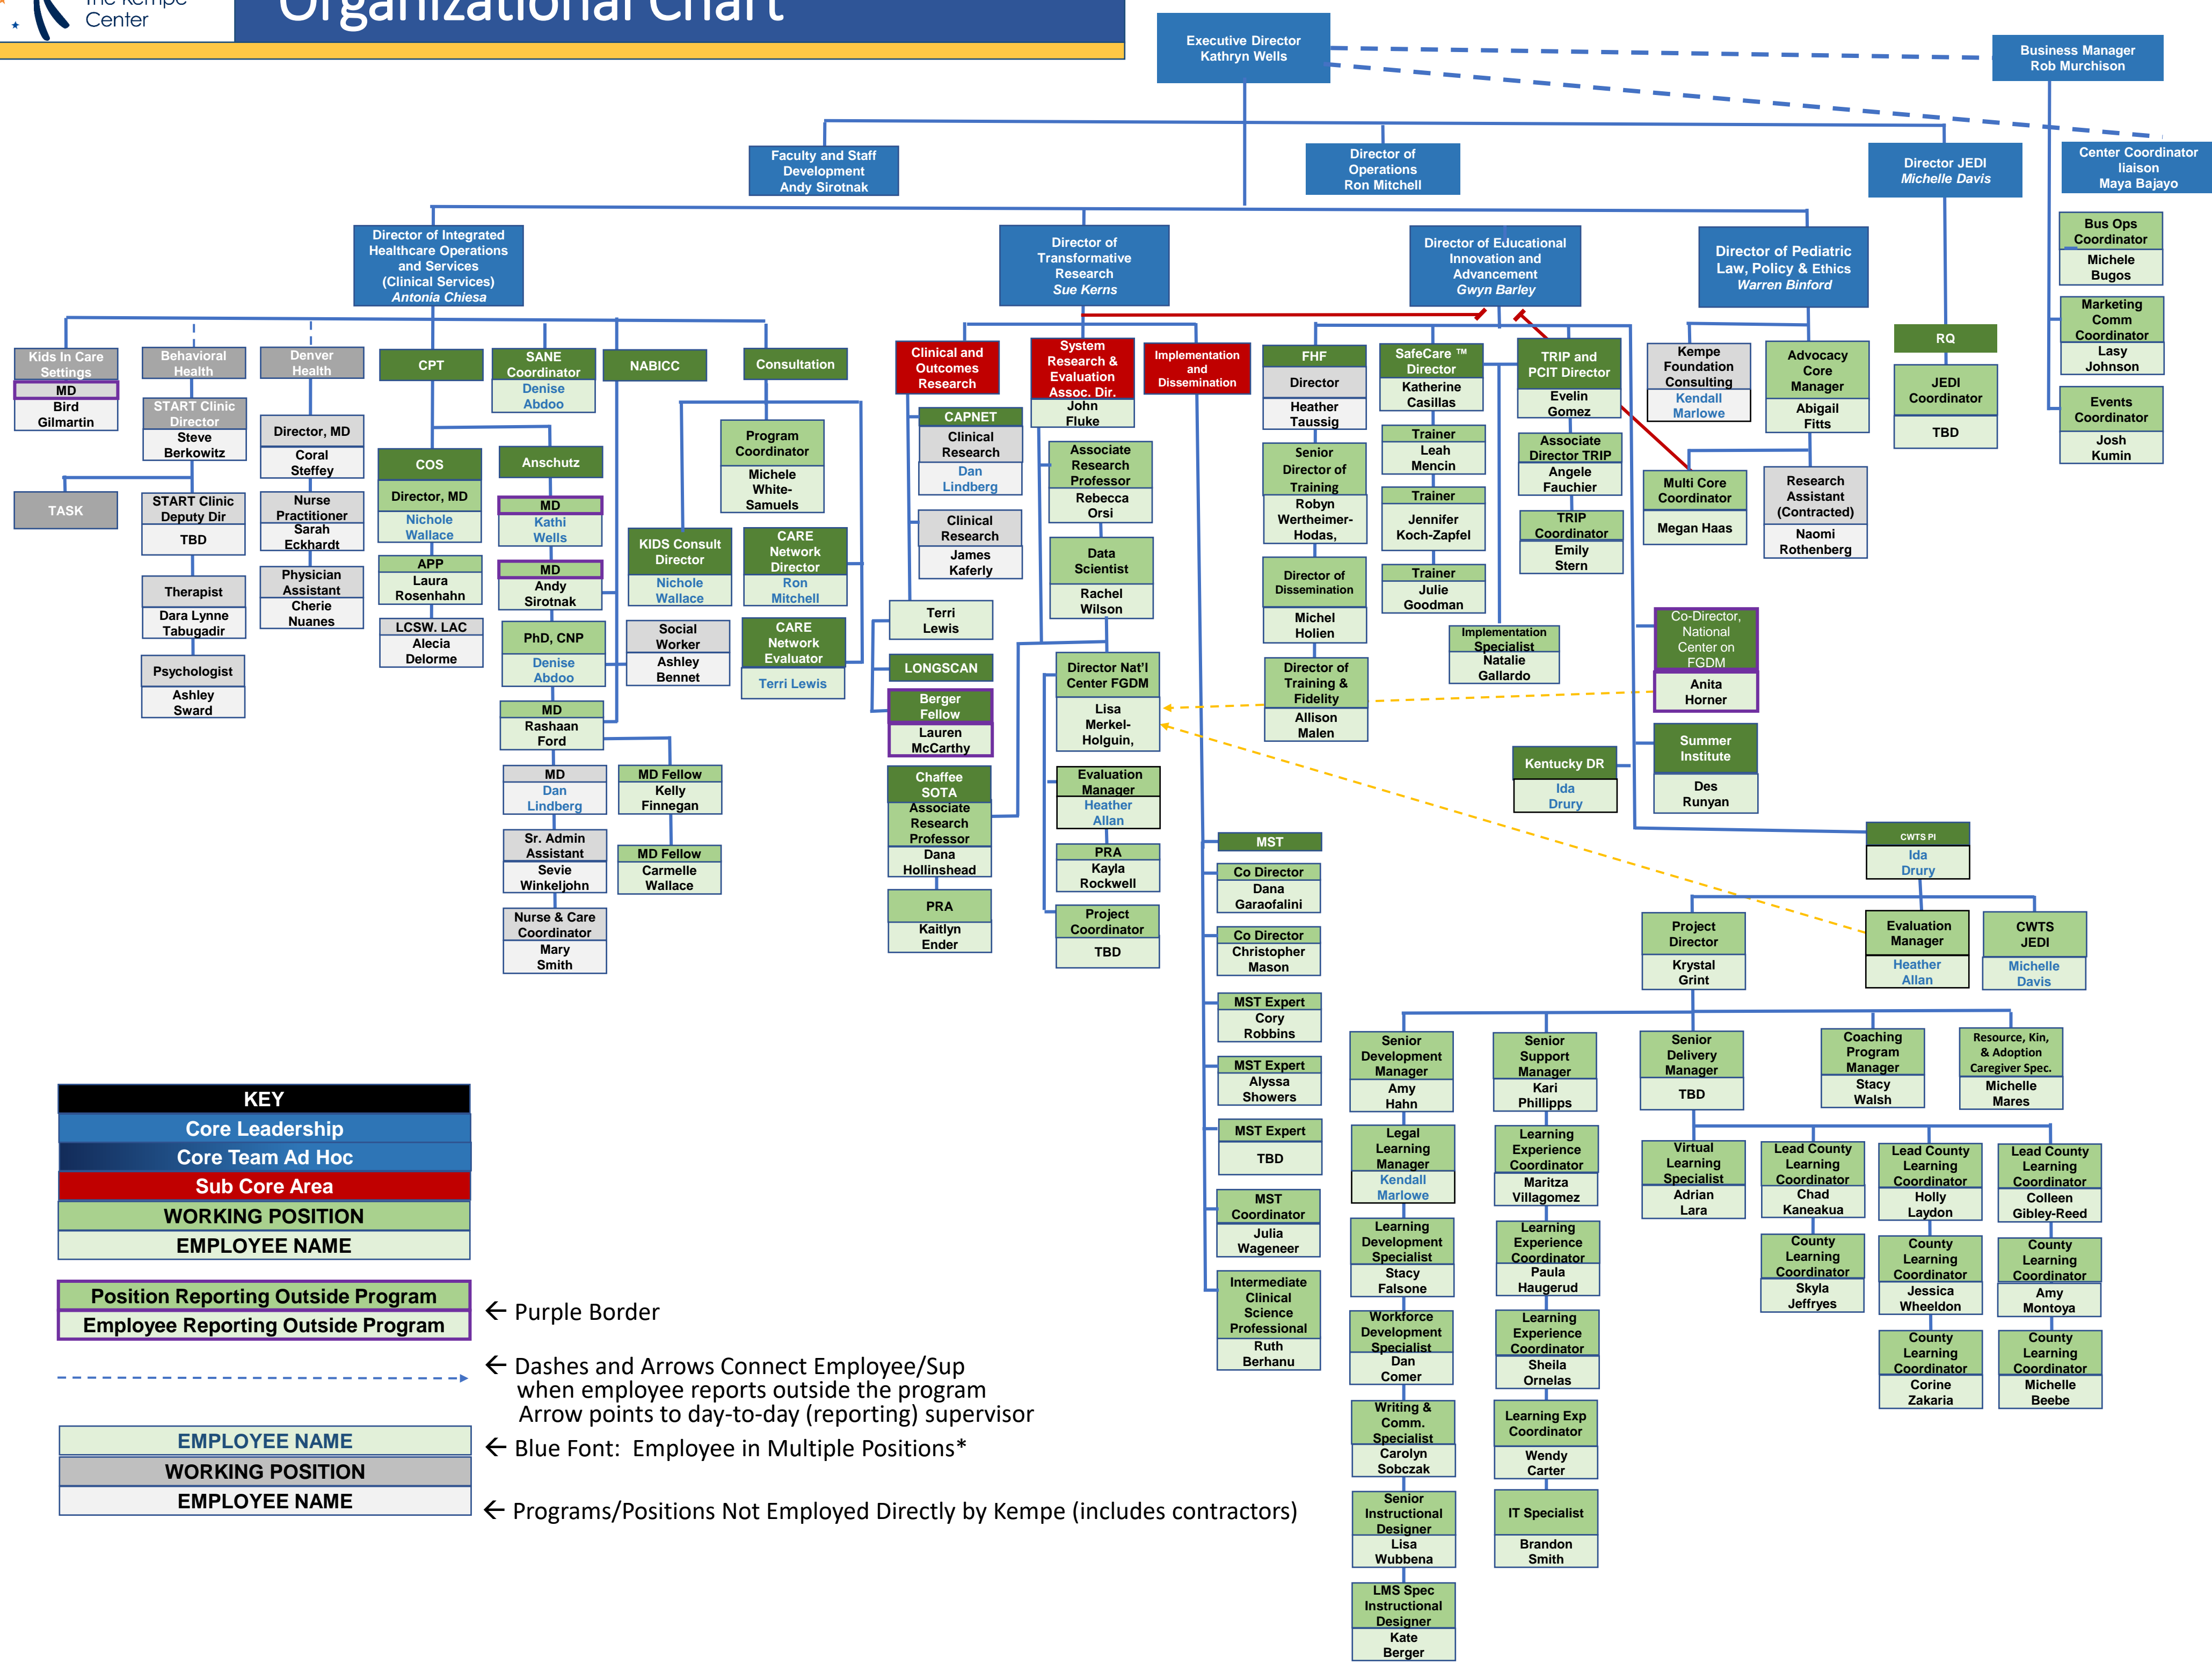 The Kempe
Center
Organizational Chart
Executive Director
Kathryn Wells
Business Manager
Rob Murchison
Faculty and Staff
Development
Andy Sirotnak
Director of
Operations
Ron Mitchell
Director JEDI
Michelle Davis
Center Coordinator
liaison
Maya Bajayo
Bus Ops
Coordinator
Michele
Bugos
Marketing
Comm
Coordinator
Lasy
Johnson
Events
Coordinator
Josh
Kumin
Director of Integrated
Healthcare Operations
and Services
(Clinical Services)
Antonia Chiesa
Director of
Transformative
Research
Sue Kerns
Director of Educational
Innovation and
Advancement
Gwyn Barley
Director of Pediatric
Law, Policy & Ethics
Warren Binford
Kids In Care
Settings
MD
Bird
Gilmartin
Behavioral
Health
START Clinic
Director
Steve
Berkowitz
TASK
START Clinic
Deputy Dir
TBD
Therapist
Dara Lynne
Tabugadir
Psychologist
Ashley
Sward
Denver
Health
Director, MD
Coral
Steffey
Nurse
Practitioner
Sarah
Eckhardt
Physician
Assistant
Cherie
Nuanes
CPT
COS
Director, MD
Nichole
Wallace
APP
Laura
Rosenhahn
LCSW. LAC
Alecia
Delorme
SANE
Coordinator
Denise
Abdoo
Anschutz
MD
Kathi
Wells
MD
Andy
Sirotnak
PhD, CNP
Denise
Abdoo
MD
Rashaan
Ford
MD
Dan
Lindberg
Sr. Admin
Assistant
Sevie
Winkeljohn
Nurse & Care
Coordinator
Mary
Smith
NABICC
MD Fellow
Kelly
Finnegan
MD Fellow
Carmelle
Wallace
Consultation
Program
Coordinator
Michele
White-
Samuels
KIDS Consult
Director
Nichole
Wallace
Social
Worker
Ashley
Bennet
CARE
Network
Director
Ron
Mitchell
CARE
Network
Evaluator
Terri Lewis
Clinical and
Outcomes
Research
CAPNET
Clinical
Research
Dan
Lindberg
Clinical
Research
James
Kaferly
Terri
Lewis
LONGSCAN
Berger
Fellow
Lauren
McCarthy
Chaffee
SOTA
Associate
Research
Professor
Dana
Hollinshead
PRA
Kaitlyn
Ender
System
Research &
Evaluation
Assoc. Dir.
John
Fluke
Associate
Research
Professor
Rebecca
Orsi
Data
Scientist
Rachel
Wilson
Director Nat'l
Center FGDM
Lisa
Merkel-
Holguin,
Evaluation
Manager
Heather
Allan
PRA
Kayla
Rockwell
Project
Coordinator
TBD
Implementation
and
Dissemination
MST
Co Director
Dana
Garaofalini
Co Director
Christopher
Mason
MST Expert
Cory
Robbins
MST Expert
Alyssa
Showers
MST Expert
TBD
MST
Coordinator
Julia
Wageneer
Intermediate
Clinical
Science
Professional
Ruth
Berhanu
FHF
Director
Heather
Taussig
Senior
Director of
Training
Robyn
Wertheimer-
Hodas,
Director of
Dissemination
Michel
Holien
Director of
Training &
Fidelity
Allison
Malen
SafeCare ™
Director
Katherine
Casillas
Trainer
Leah
Mencin
Trainer
Jennifer
Koch-Zapfel
Trainer
Julie
Goodman
Implementation
Specialist
Natalie
Gallardo
TRIP and
PCIT Director
Evelin
Gomez
Associate
Director TRIP
Angele
Fauchier
TRIP
Coordinator
Emily
Stern
Kempe
Foundation
Consulting
Kendall
Marlowe
Advocacy
Core
Manager
Abigail
Fitts
Multi Core
Coordinator
Megan Haas
Research
Assistant
(Contracted)
Naomi
Rothenberg
RQ
JEDI
Coordinator
TBD
Co-Director,
National
Center on
FGDM
Anita
Horner
Summer
Institute
Des
Runyan
Kentucky DR
Ida
Drury
CWTS PI
Ida
Drury
Project
Director
Krystal
Grint
Evaluation
Manager
Heather
Allan
CWTS
JEDI
Michelle
Davis
Senior
Development
Manager
Amy
Hahn
Legal
Learning
Manager
Kendall
Marlowe
Learning
Development
Specialist
Stacy
Falsone
Workforce
Development
Specialist
Dan
Comer
Writing &
Comm.
Specialist
Carolyn
Sobczak
Senior
Instructional
Designer
Lisa
Wubbena
LMS Spec
Instructional
Designer
Kate
Berger
Senior
Support
Manager
Kari
Phillipps
Learning
Experience
Coordinator
Maritza
Villagomez
Learning
Experience
Coordinator
Paula
Haugerud
Learning
Experience
Coordinator
Sheila
Ornelas
Learning Exp
Coordinator
Wendy
Carter
IT Specialist
Brandon
Smith
Senior
Delivery
Manager
TBD
Coaching
Program
Manager
Stacy
Walsh
Resource, Kin,
& Adoption
Caregiver Spec.
Michelle
Mares
Virtual
Learning
Specialist
Adrian
Lara
Lead County
Learning
Coordinator
Chad
Kaneakua
County
Learning
Coordinator
Skyla
Jeffryes
Lead County
Learning
Coordinator
Holly
Laydon
County
Learning
Coordinator
Jessica
Wheeldon
County
Learning
Coordinator
Corine
Zakaria
Lead County
Learning
Coordinator
Colleen
Gibley-Reed
County
Learning
Coordinator
Amy
Montoya
County
Learning
Coordinator
Michelle
Beebe
KEY
Core Leadership
Core Team Ad Hoc
Sub Core Area
WORKING POSITION
EMPLOYEE NAME
Position Reporting Outside Program
Employee Reporting Outside Program
← Purple Border
← Dashes and Arrows Connect Employee/Sup
when employee reports outside the program
Arrow points to day-to-day (reporting) supervisor
EMPLOYEE NAME
← Blue Font: Employee in Multiple Positions*
WORKING POSITION
EMPLOYEE NAME
← Programs/Positions Not Employed Directly by Kempe (includes contractors)